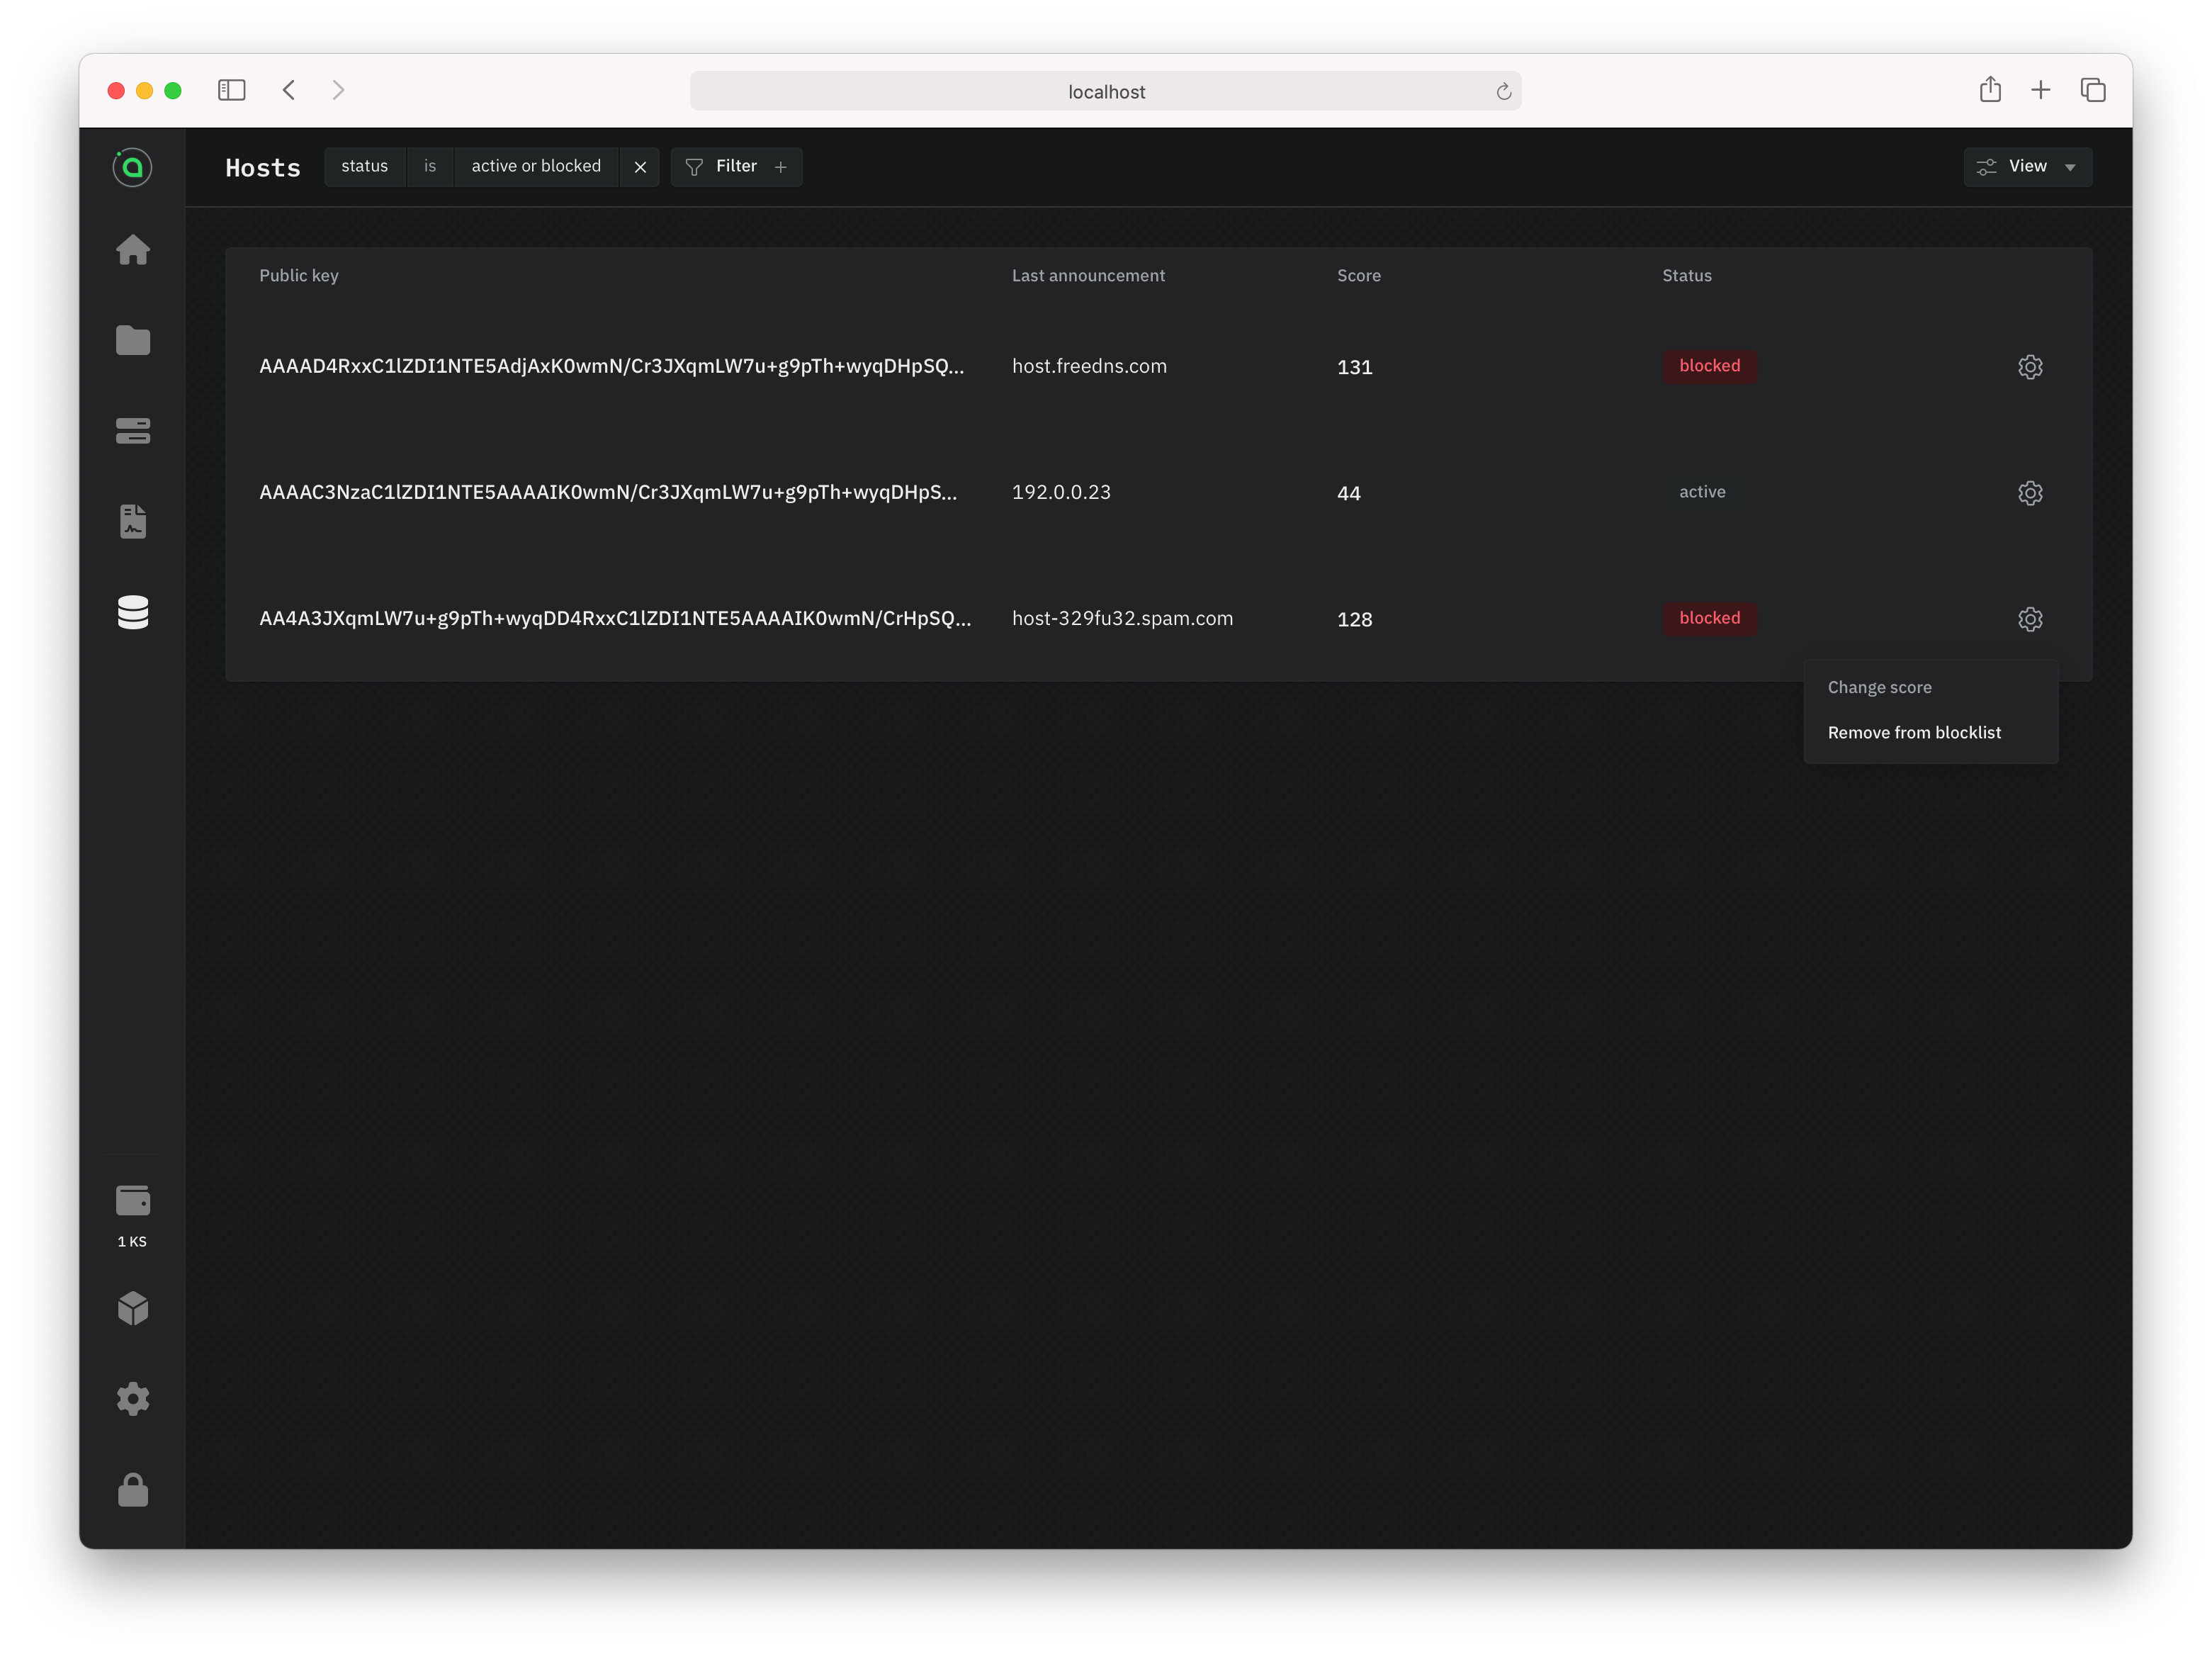 localhost
Hosts status is active or blocked Filter View
Public key Last announcement Score Status
AAAAD4RxxC1lZDI1NTE5AdjAxK0wmN/Cr3JXqmLW7u+g9pTh+wyqDHpSQ... host.freedns.com 131 blocked
AAAAC3NzaC1lZDI1NTE5AAAAIK0wmN/Cr3JXqmLW7u+g9pTh+wyqDHpS... 192.0.0.23 44 active
AA4A3JXqmLW7u+g9pTh+wyqDD4RxxC1lZDI1NTE5AAAAIK0wmN/CrHpSQ... host-329fu32.spam.com 128 blocked
Change score
Remove from blocklist
1 KS